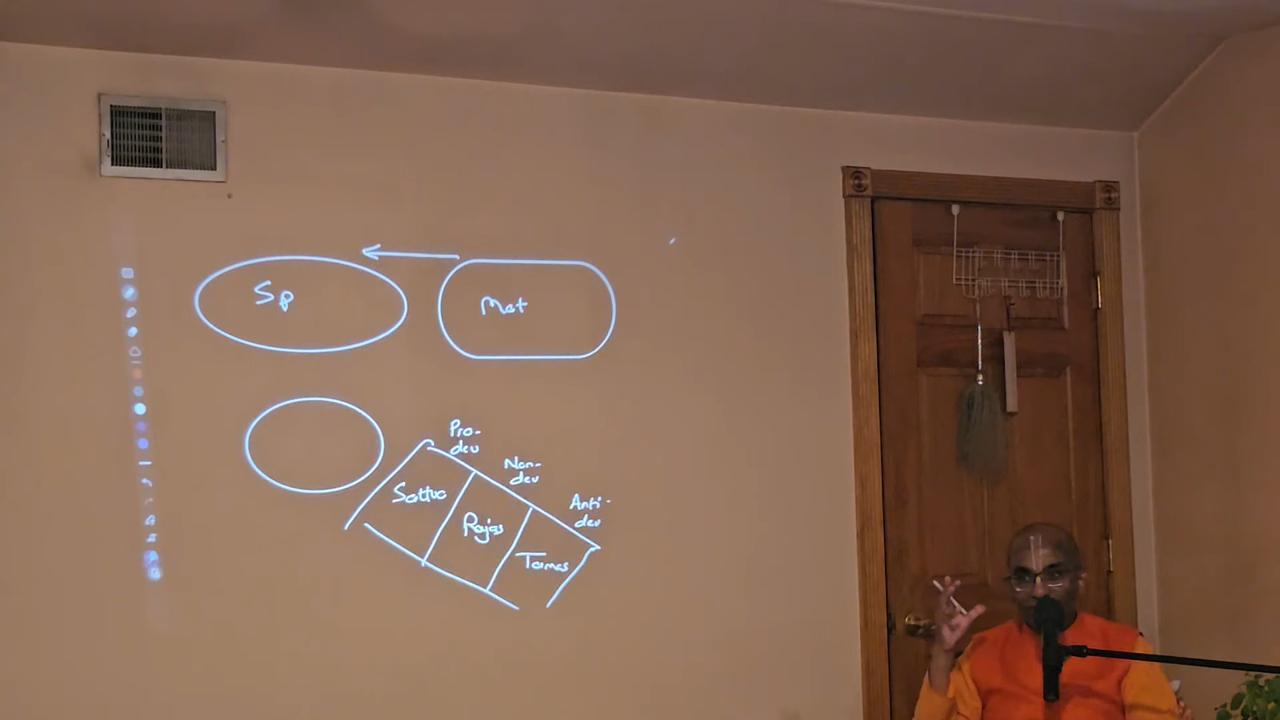 Sp
Mat
Pro-
dev
Non-
dev
Anti-
dev
Sattva
Rajas
Tamas